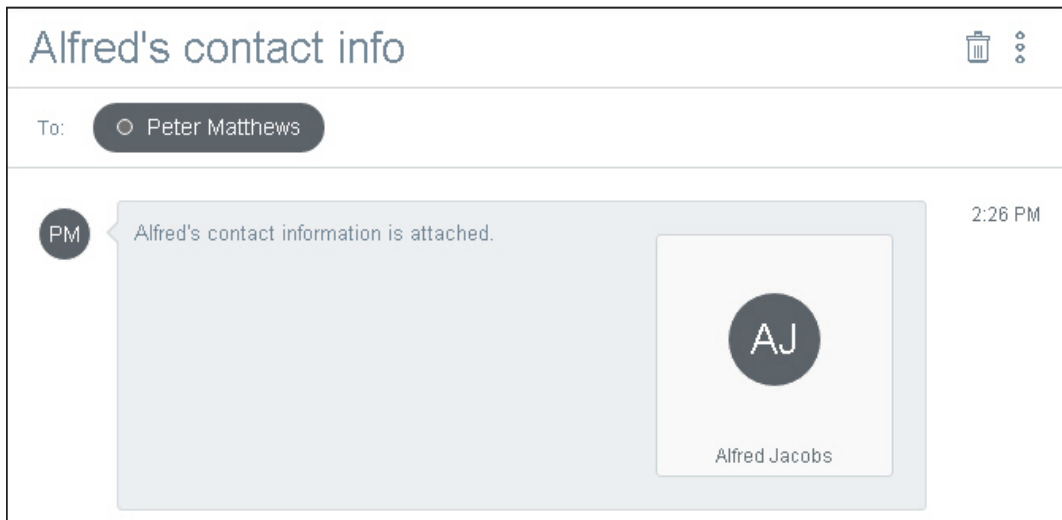 Alfred's contact info
To: Peter Matthews
PM
Alfred's contact information is attached.
2:26 PM
AJ
Alfred Jacobs